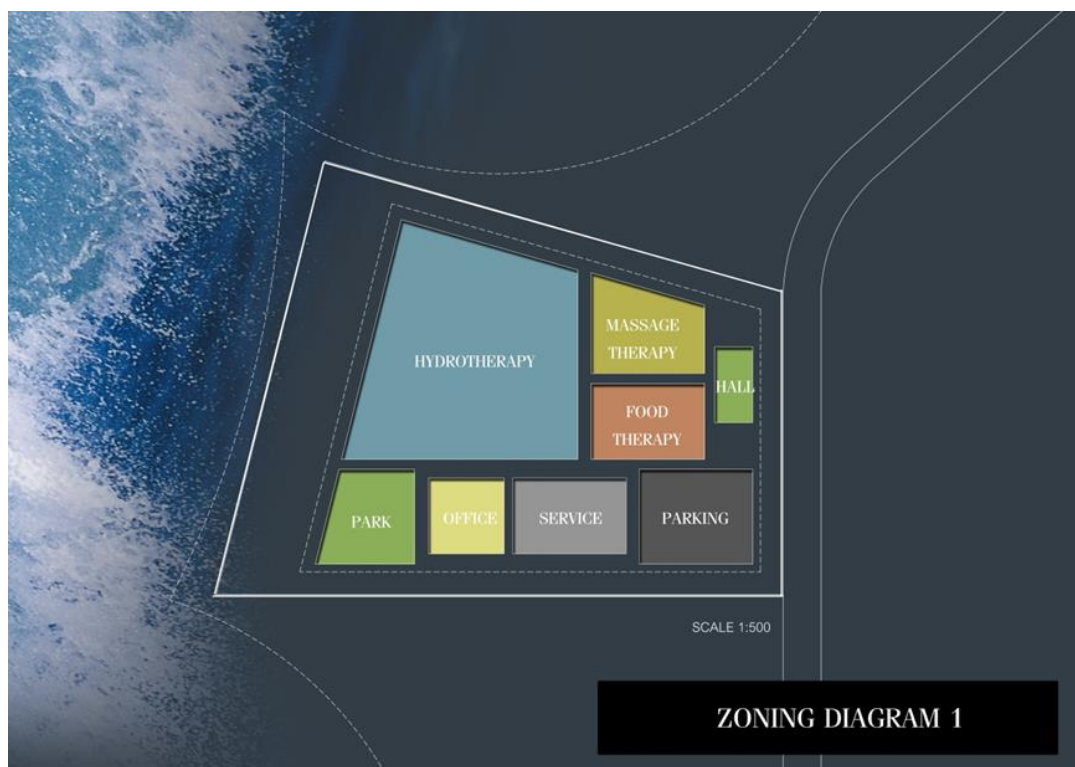 MASSAGE
THERAPY
HYDROTHERAPY
HALL
FOOD
THERAPY
PARK
OFFICE
SERVICE
PARKING
SCALE 1:500
ZONING DIAGRAM 1